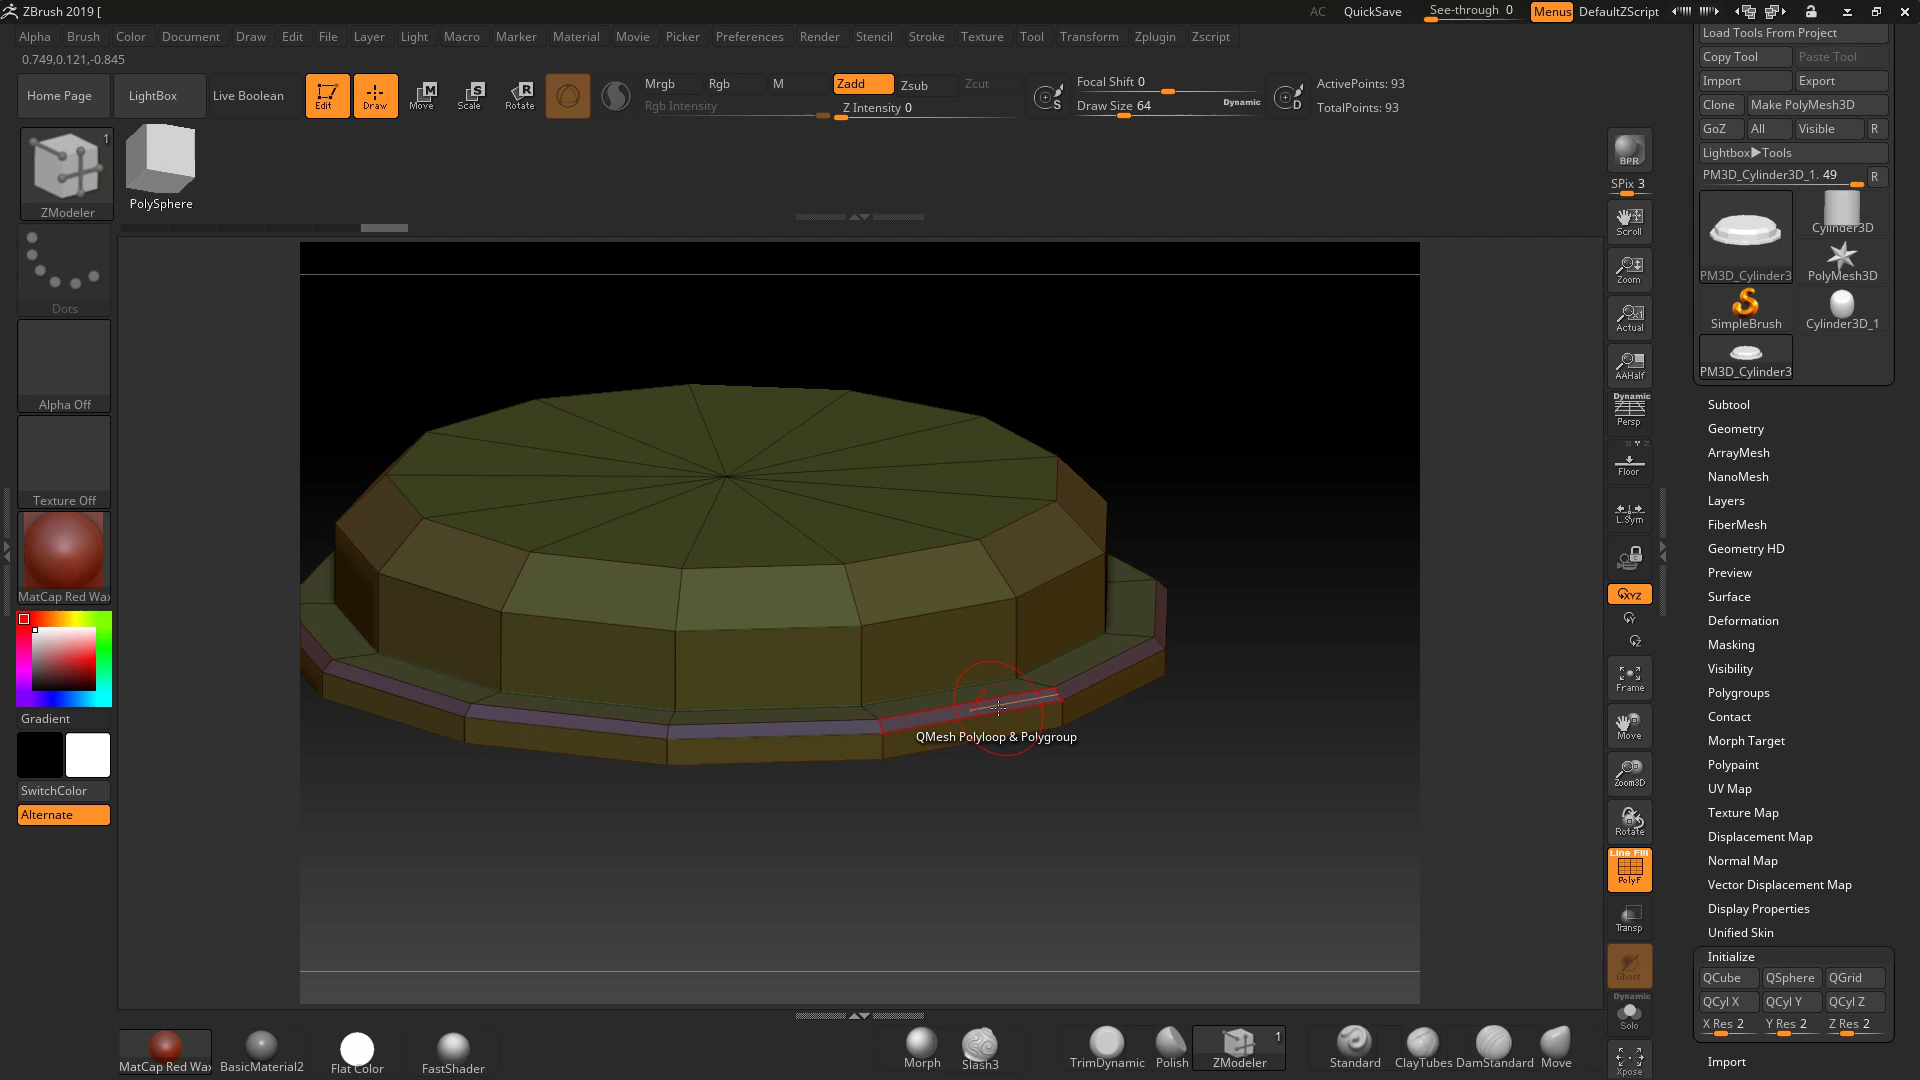 ZBrush 2019 [
AC QuickSave See-through 0 Menus DefaultZScript
Alpha Brush Color Document Draw Edit File Layer Light Macro Marker Material Movie Picker Preferences Render Stencil Stroke Texture Tool Transform Zplugin Zscript
0.749,0.121,-0.845
Home Page LightBox Live Boolean Edit Draw Move Scale Rotate
Mrgb Rgb M Zadd Zsub Zcut
Rgb Intensity Z Intensity 0
Focal Shift 0
Draw Size 64 Dynamic
ActivePoints: 93
TotalPoints: 93
1
ZModeler
PolySphere
Dots
Alpha Off
Texture Off
MatCap Red Wax
Gradient
SwitchColor
Alternate
QMesh Polyloop & Polygroup
BPR
SPix 3
Scroll
Zoom
Actual
AAHalf
Dynamic
Persp
Floor
L.Sym
XYZ
Y
Z
Frame
Move
Zoom3D
Rotate
Line Fill
PolyF
Transp
Ghost
Dynamic
Solo
Xpose
Load Tools From Project
Copy Tool Paste Tool
Import Export
Clone Make PolyMesh3D
GoZ All Visible R
Lightbox▶Tools
PM3D_Cylinder3D_1. 49 R
Cylinder3D
PM3D_Cylinder3 PolyMesh3D
SimpleBrush Cylinder3D_1
PM3D_Cylinder3
Subtool
Geometry
ArrayMesh
NanoMesh
Layers
FiberMesh
Geometry HD
Preview
Surface
Deformation
Masking
Visibility
Polygroups
Contact
Morph Target
Polypaint
UV Map
Texture Map
Displacement Map
Normal Map
Vector Displacement Map
Display Properties
Unified Skin
Initialize
QCube QSphere QGrid
QCyl X QCyl Y QCyl Z
X Res 2 Y Res 2 Z Res 2
Import
MatCap Red Wax BasicMaterial2 Flat Color FastShader
Morph Slash3
TrimDynamic Polish ZModeler 1
Standard ClayTubes DamStandard Move